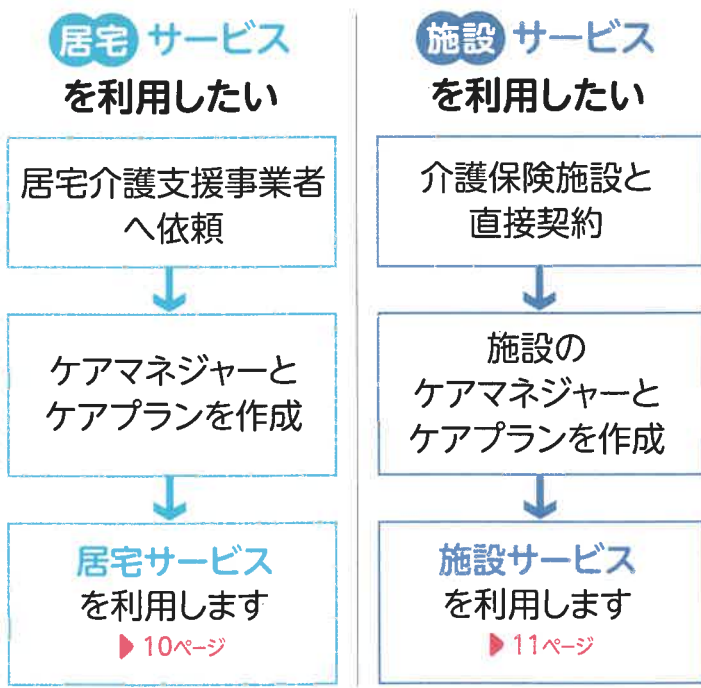 居宅サービス
を利用したい
居宅介護支援事業者
へ依頼
ケアマネジャーと
ケアプランを作成
居宅サービス
を利用します
▶10ページ
施設サービス
を利用したい
介護保険施設と
直接契約
施設の
ケアマネジャーと
ケアプランを作成
施設サービス
を利用します
▶11ページ